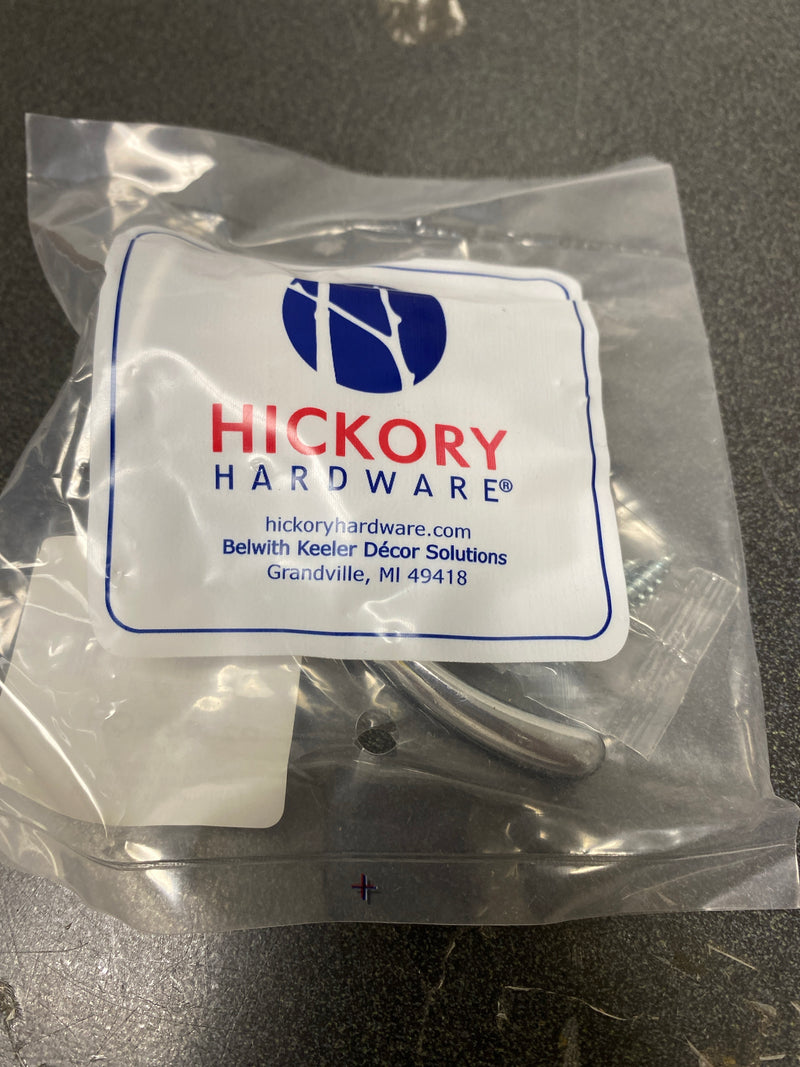 HICKORY
HARDWARE®
hickoryhardware.com
Belwith Keeler Décor Solutions
Grandville, MI 49418